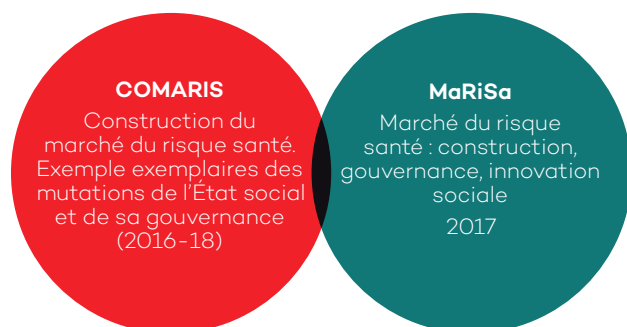 COMARIS
Construction du
marché du risque santé.
Exemple exemplaires des
mutations de l'État social
et de sa gouvernance
(2016-18)
MaRiSa
Marché du risque
santé : construction,
gouvernance, innovation
sociale
2017